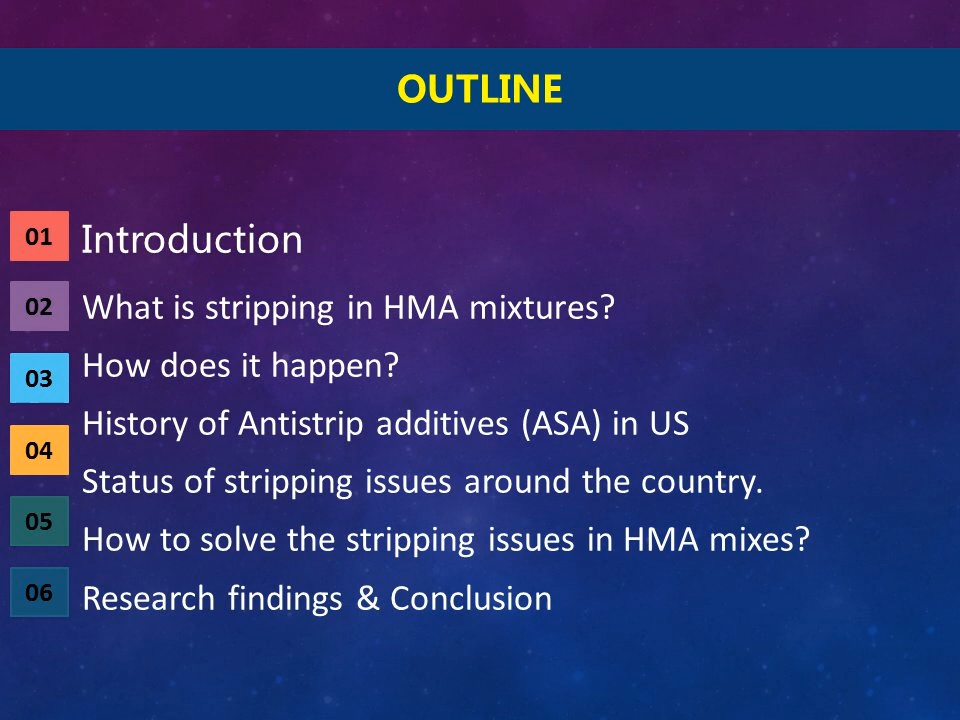 OUTLINE
01 Introduction
02 What is stripping in HMA mixtures?
03 How does it happen?
04 History of Antistrip additives (ASA) in US
Status of stripping issues around the country.
05 How to solve the stripping issues in HMA mixes?
06 Research findings & Conclusion